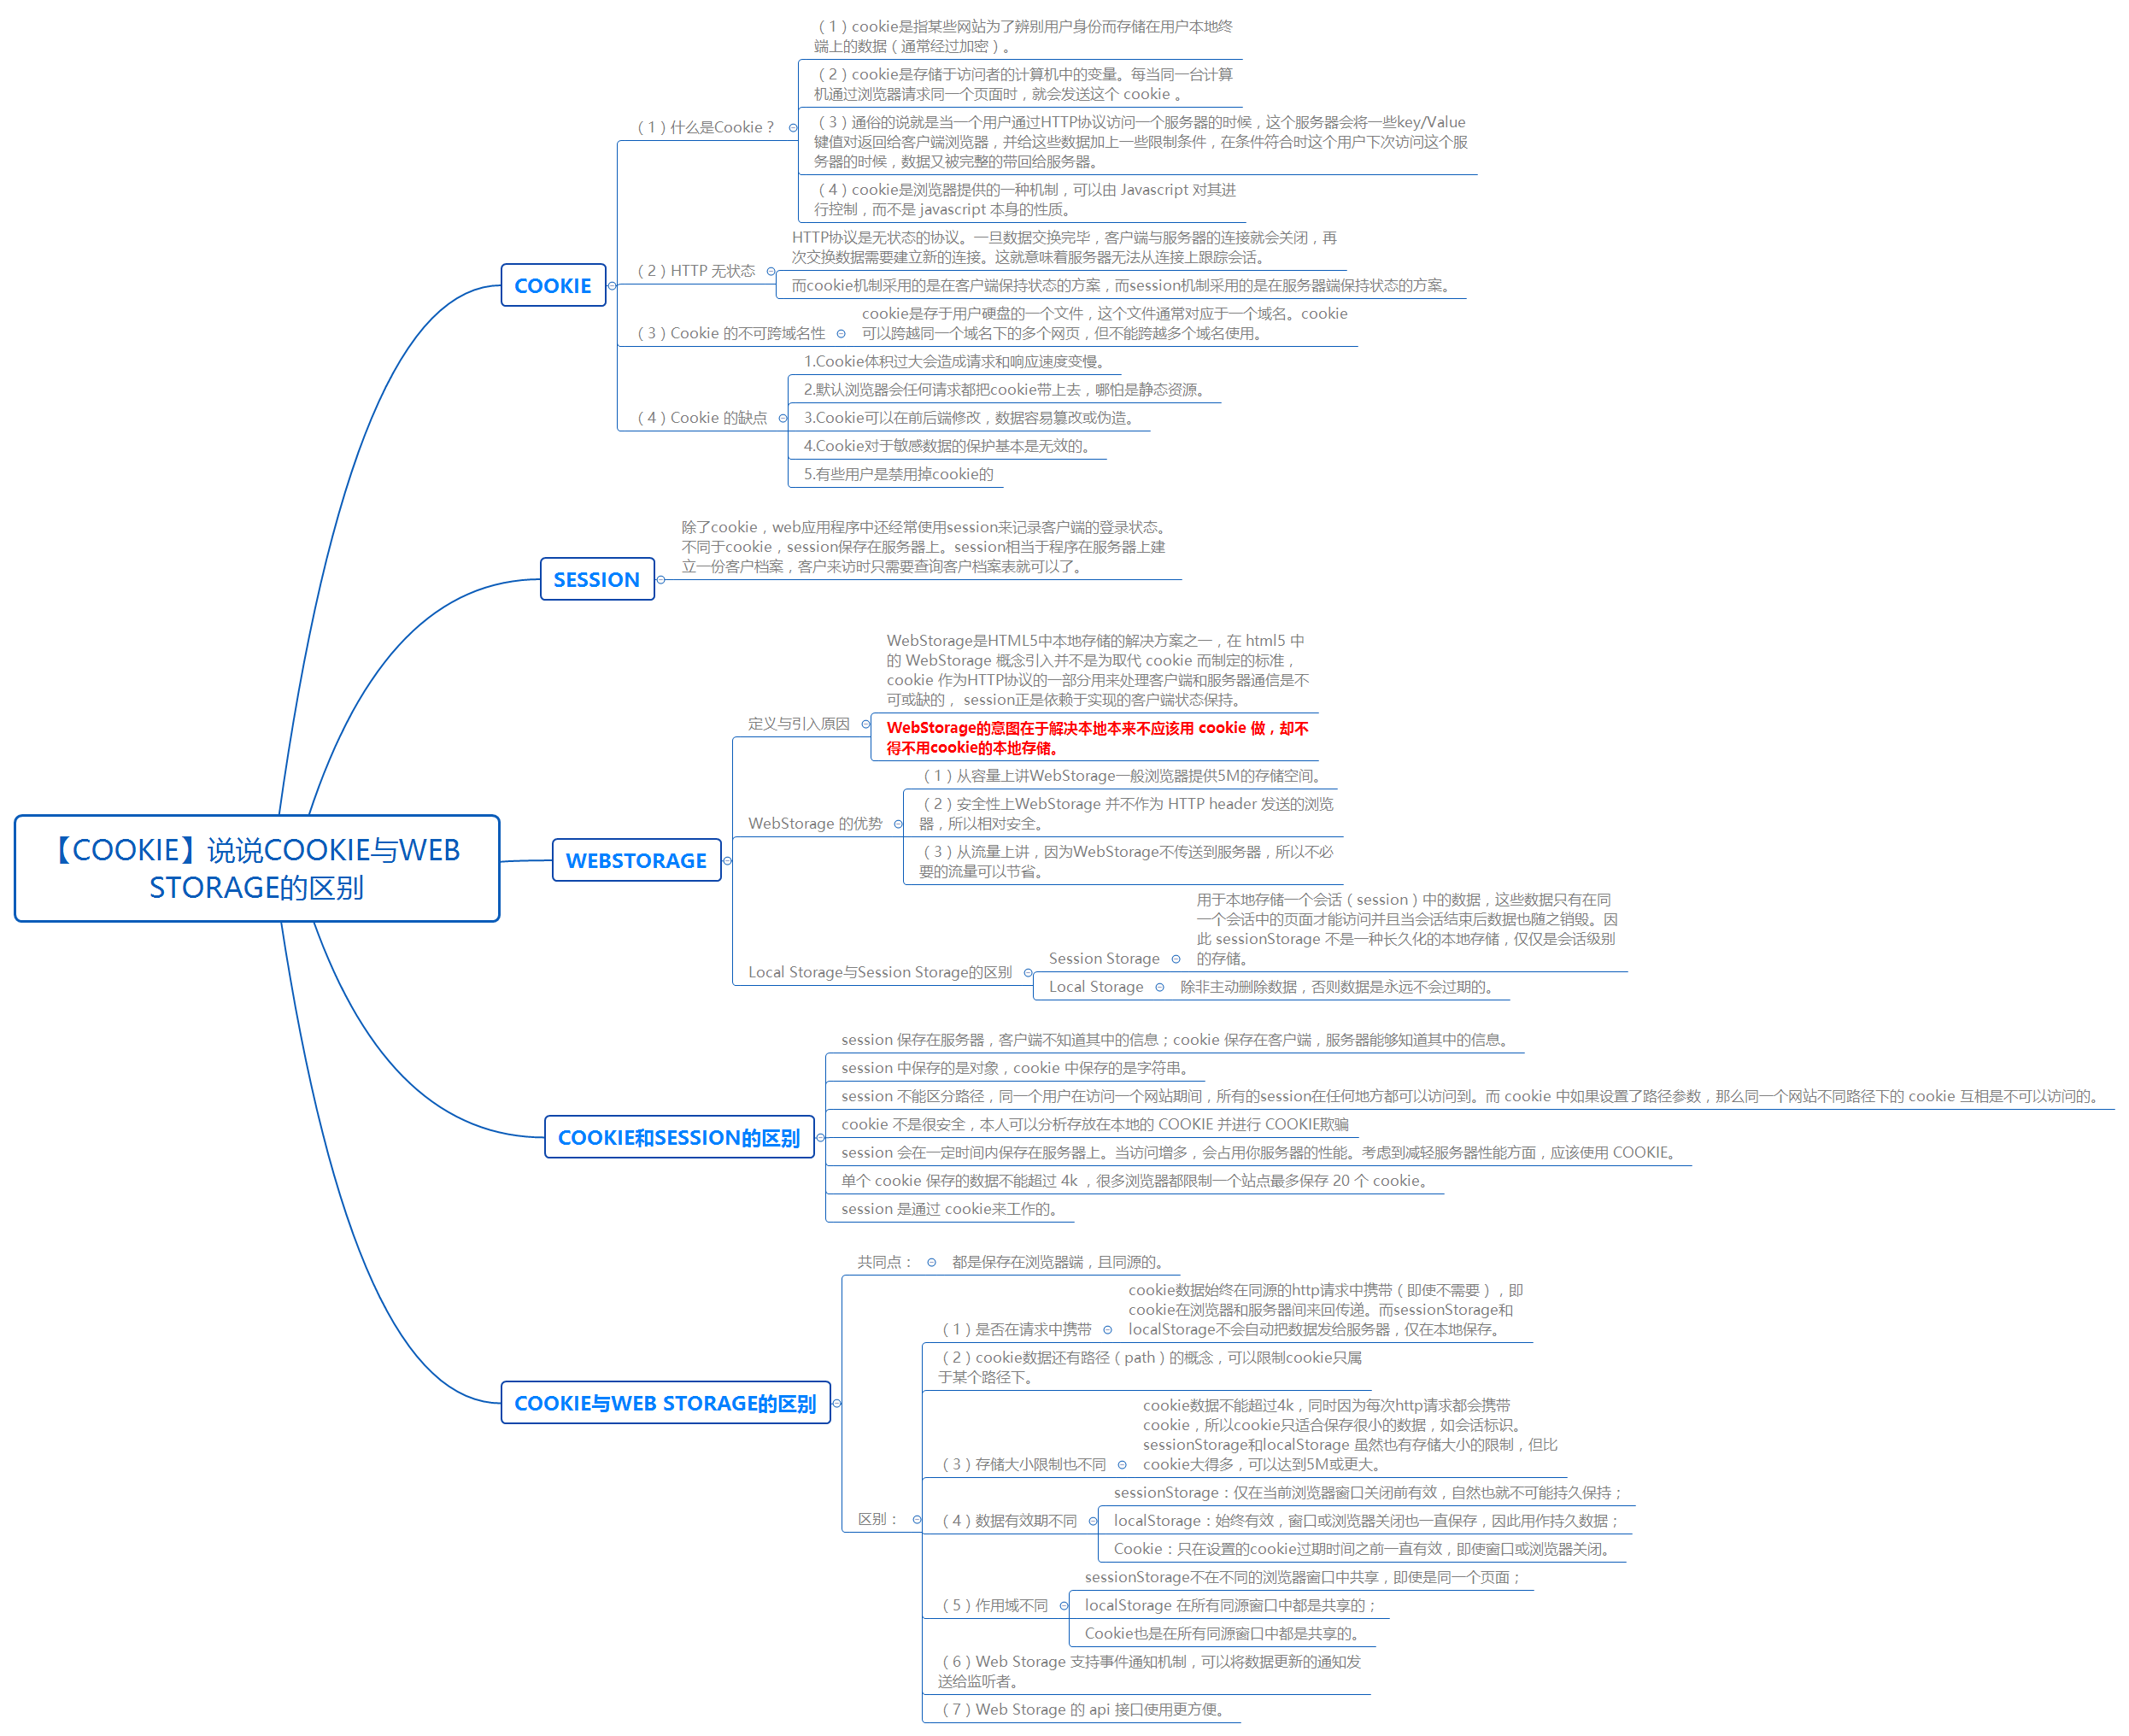 【COOKIE】说说COOKIE与WEB
STORAGE的区别
COOKIE
（1）什么是Cookie？
（1）cookie是指某些网站为了辨别用户身份而存储在用户本地终
端上的数据（通常经过加密）。
（2）cookie是存储于访问者的计算机中的变量。每当同一台计算
机通过浏览器请求同一个页面时，就会发送这个 cookie 。
（3）通俗的说就是当一个用户通过HTTP协议访问一个服务器的时候，这个服务器会将一些key/Value
键值对返回给客户端浏览器，并给这些数据加上一些限制条件，在条件符合时这个用户下次访问这个服
务器的时候，数据又被完整的带回给服务器。
（4）cookie是浏览器提供的一种机制，可以由 Javascript 对其进
行控制，而不是 javascript 本身的性质。
（2）HTTP 无状态
HTTP协议是无状态的协议。一旦数据交换完毕，客户端与服务器的连接就会关闭，再
次交换数据需要建立新的连接。这就意味着服务器无法从连接上跟踪会话。
而cookie机制采用的是在客户端保持状态的方案，而session机制采用的是在服务器端保持状态的方案。
（3）Cookie 的不可跨域名性
cookie是存于用户硬盘的一个文件，这个文件通常对应于一个域名。cookie
可以跨越同一个域名下的多个网页，但不能跨越多个域名使用。
（4）Cookie 的缺点
1.Cookie体积过大会造成请求和响应速度变慢。
2.默认浏览器会任何请求都把cookie带上去，哪怕是静态资源。
3.Cookie可以在前后端修改，数据容易篡改或伪造。
4.Cookie对于敏感数据的保护基本是无效的。
5.有些用户是禁用掉cookie的
SESSION
除了cookie，web应用程序中还经常使用session来记录客户端的登录状态。
不同于cookie，session保存在服务器上。session相当于程序在服务器上建
立一份客户档案，客户来访时只需要查询客户档案表就可以了。
WEBSTORAGE
定义与引入原因
WebStorage是HTML5中本地存储的解决方案之一，在 html5 中
的 WebStorage 概念引入并不是为取代 cookie 而制定的标准，
cookie 作为HTTP协议的一部分用来处理客户端和服务器通信是不
可或缺的， session正是依赖于实现的客户端状态保持。
WebStorage的意图在于解决本地本来不应该用 cookie 做，却不
得不用cookie的本地存储。
WebStorage 的优势
（1）从容量上讲WebStorage一般浏览器提供5M的存储空间。
（2）安全性上WebStorage 并不作为 HTTP header 发送的浏览
器，所以相对安全。
（3）从流量上讲，因为WebStorage不传送到服务器，所以不必
要的流量可以节省。
Local Storage与Session Storage的区别
Session Storage
用于本地存储一个会话（session）中的数据，这些数据只有在同
一个会话中的页面才能访问并且当会话结束后数据也随之销毁。因
此 sessionStorage 不是一种长久化的本地存储，仅仅是会话级别
的存储。
Local Storage
除非主动删除数据，否则数据是永远不会过期的。
COOKIE和SESSION的区别
session 保存在服务器，客户端不知道其中的信息；cookie 保存在客户端，服务器能够知道其中的信息。
session 中保存的是对象，cookie 中保存的是字符串。
session 不能区分路径，同一个用户在访问一个网站期间，所有的session在任何地方都可以访问到。而 cookie 中如果设置了路径参数，那么同一个网站不同路径下的 cookie 互相是不可以访问的。
cookie 不是很安全，本人可以分析存放在本地的 COOKIE 并进行 COOKIE欺骗
session 会在一定时间内保存在服务器上。当访问增多，会占用你服务器的性能。考虑到减轻服务器性能方面，应该使用 COOKIE。
单个 cookie 保存的数据不能超过 4k ，很多浏览器都限制一个站点最多保存 20 个 cookie。
session 是通过 cookie来工作的。
COOKIE与WEB STORAGE的区别
共同点：
都是保存在浏览器端，且同源的。
区别：
（1）是否在请求中携带
cookie数据始终在同源的http请求中携带（即使不需要），即
cookie在浏览器和服务器间来回传递。而sessionStorage和
localStorage不会自动把数据发给服务器，仅在本地保存。
（2）cookie数据还有路径（path）的概念，可以限制cookie只属
于某个路径下。
（3）存储大小限制也不同
cookie数据不能超过4k，同时因为每次http请求都会携带
cookie，所以cookie只适合保存很小的数据，如会话标识。
sessionStorage和localStorage 虽然也有存储大小的限制，但比
cookie大得多，可以达到5M或更大。
（4）数据有效期不同
sessionStorage：仅在当前浏览器窗口关闭前有效，自然也就不可能持久保持；
localStorage：始终有效，窗口或浏览器关闭也一直保存，因此用作持久数据；
Cookie：只在设置的cookie过期时间之前一直有效，即使窗口或浏览器关闭。
（5）作用域不同
sessionStorage不在不同的浏览器窗口中共享，即使是同一个页面；
localStorage 在所有同源窗口中都是共享的；
Cookie也是在所有同源窗口中都是共享的。
（6）Web Storage 支持事件通知机制，可以将数据更新的通知发
送给监听者。
（7）Web Storage 的 api 接口使用更方便。